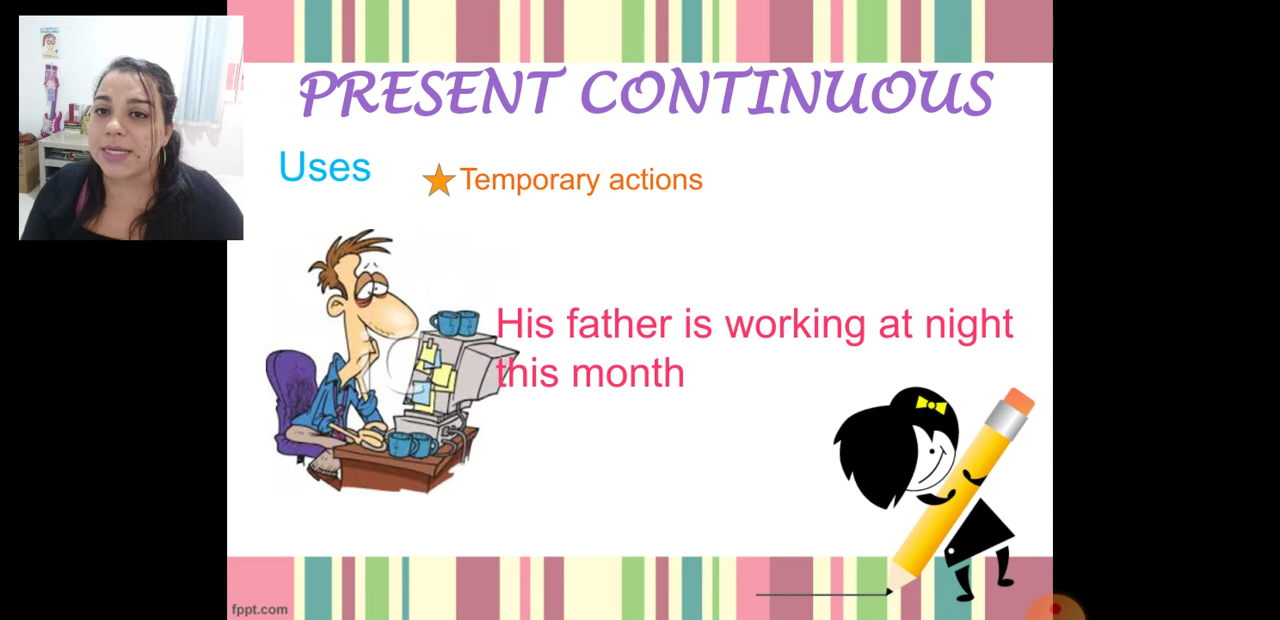 PRESENT CONTINUOUS
Uses
Temporary actions
His father is working at night
this month
fppt.com